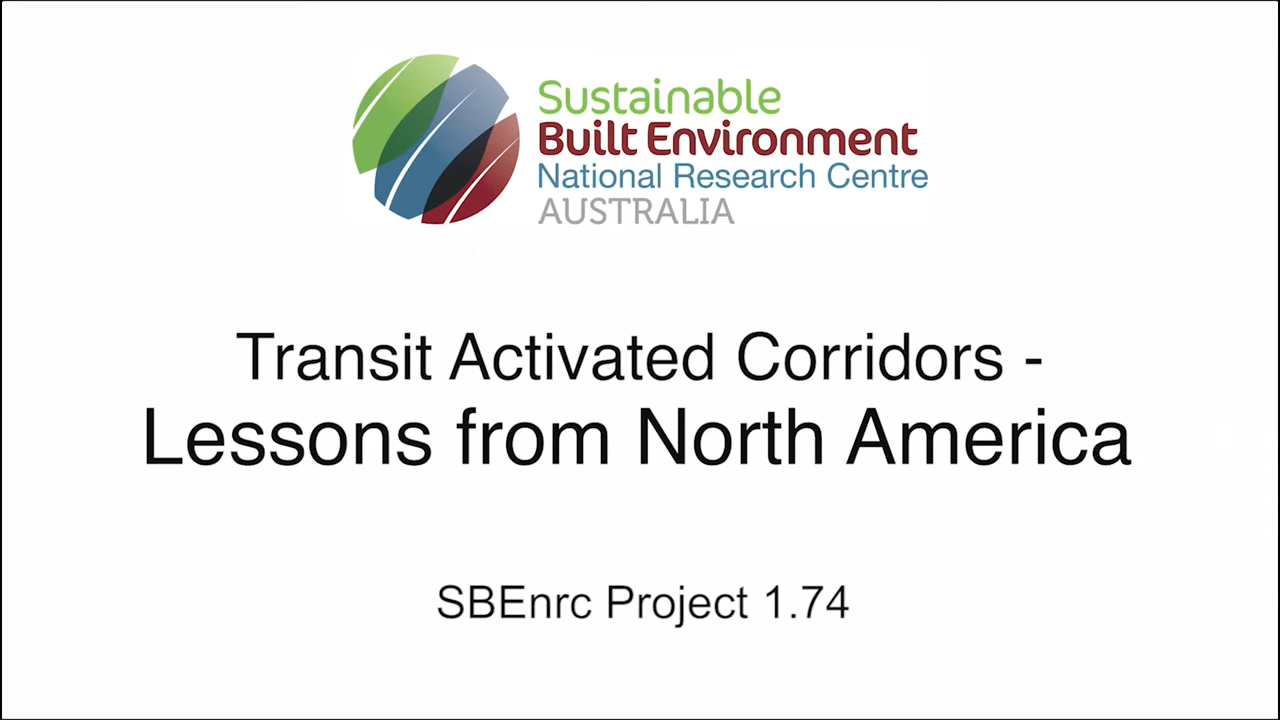 Sustainable
Built Environment
National Research Centre
AUSTRALIA
Transit Activated Corridors -
Lessons from North America
SBEnrc Project 1.74